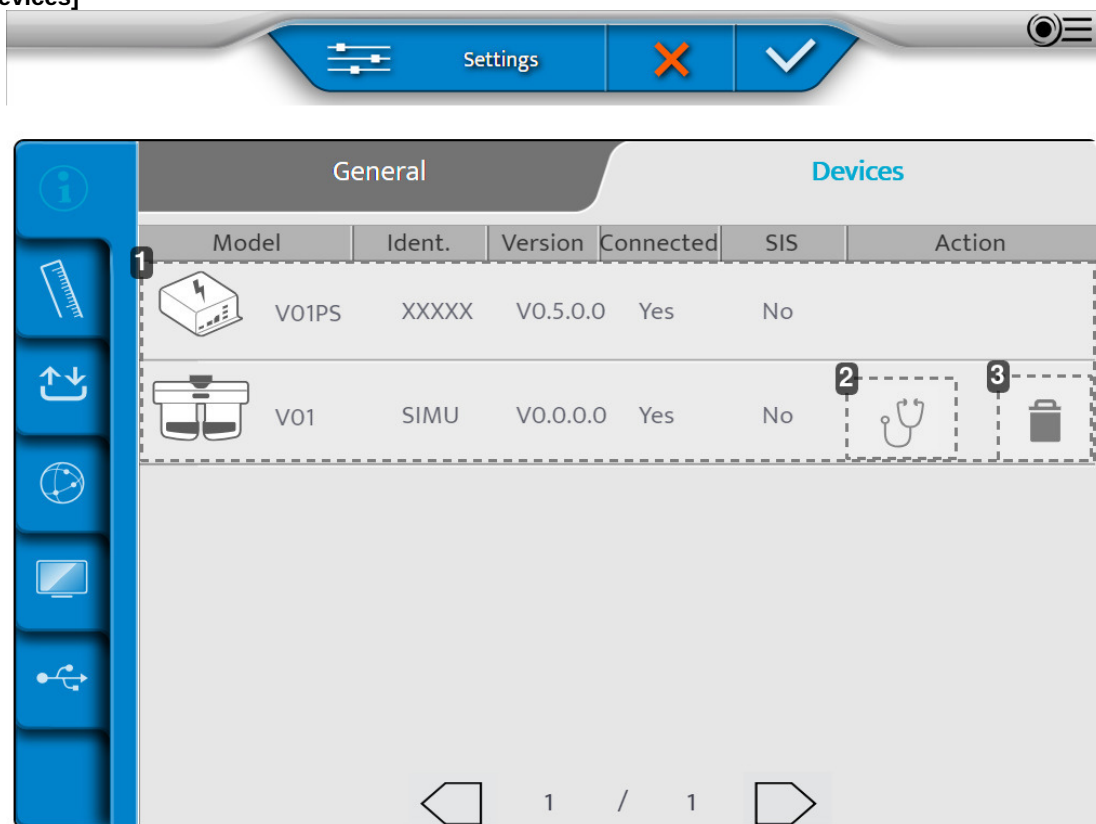 evices]
Settings
General Devices
Model Ident. Version Connected SIS Action
1
V01PS XXXXX V0.5.0.0 Yes No
2 3
V01 SIMU V0.0.0.0 Yes No
1 / 1